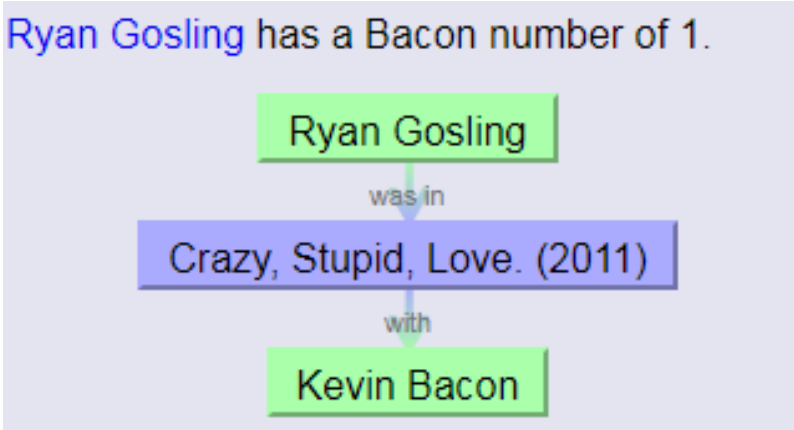 Ryan Gosling has a Bacon number of 1.
Ryan Gosling
was in
Crazy, Stupid, Love. (2011)
with
Kevin Bacon